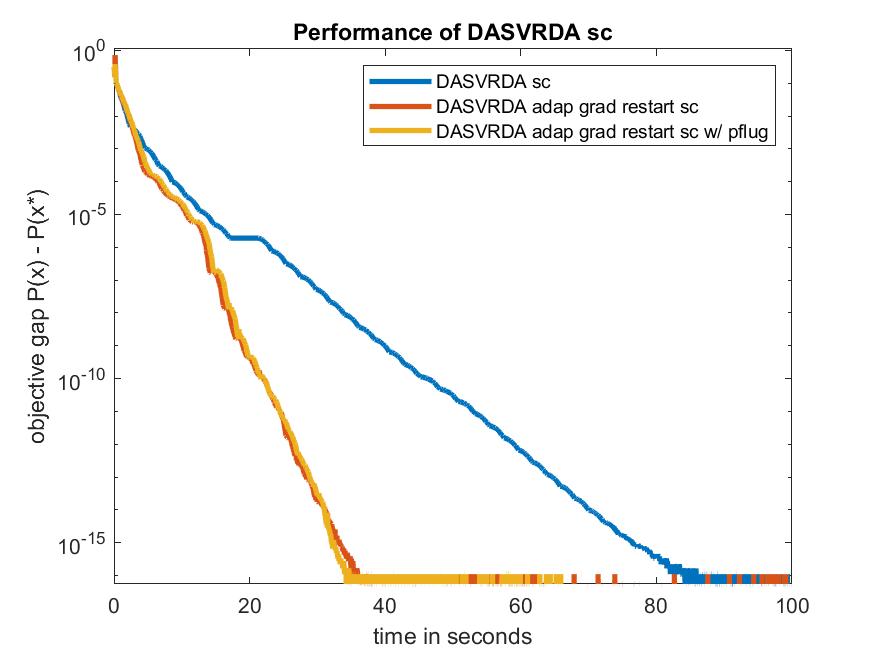 Performance of DASVRDA sc
DASVRDA sc
DASVRDA adap grad restart sc
DASVRDA adap grad restart sc w/ pflug
objective gap P(x) - P(x*)
10^0
10^-5
10^-10
10^-15
0 20 40 60 80 100
time in seconds